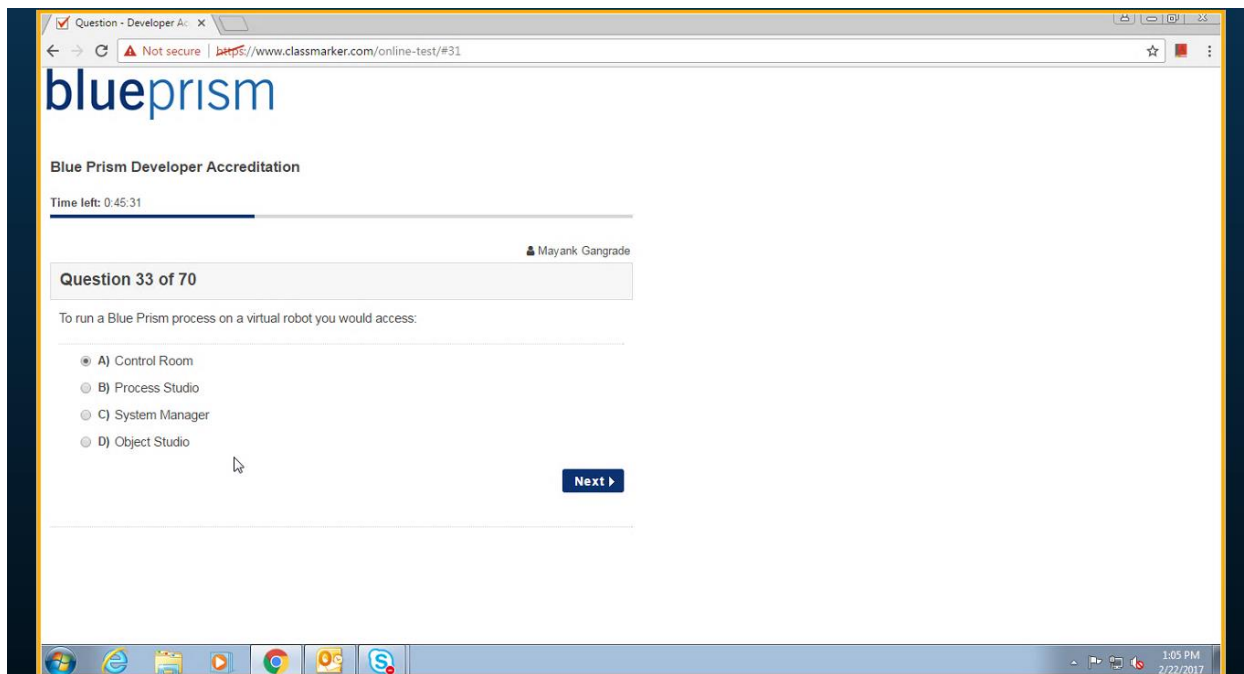 Question - Developer Ac
Not secure | https://www.classmarker.com/online-test/#31
blueprism
Blue Prism Developer Accreditation
Time left: 0:45:31
Mayank Gangrade
Question 33 of 70
To run a Blue Prism process on a virtual robot you would access:
A) Control Room
B) Process Studio
C) System Manager
D) Object Studio
Next
1:05 PM
2/22/2017